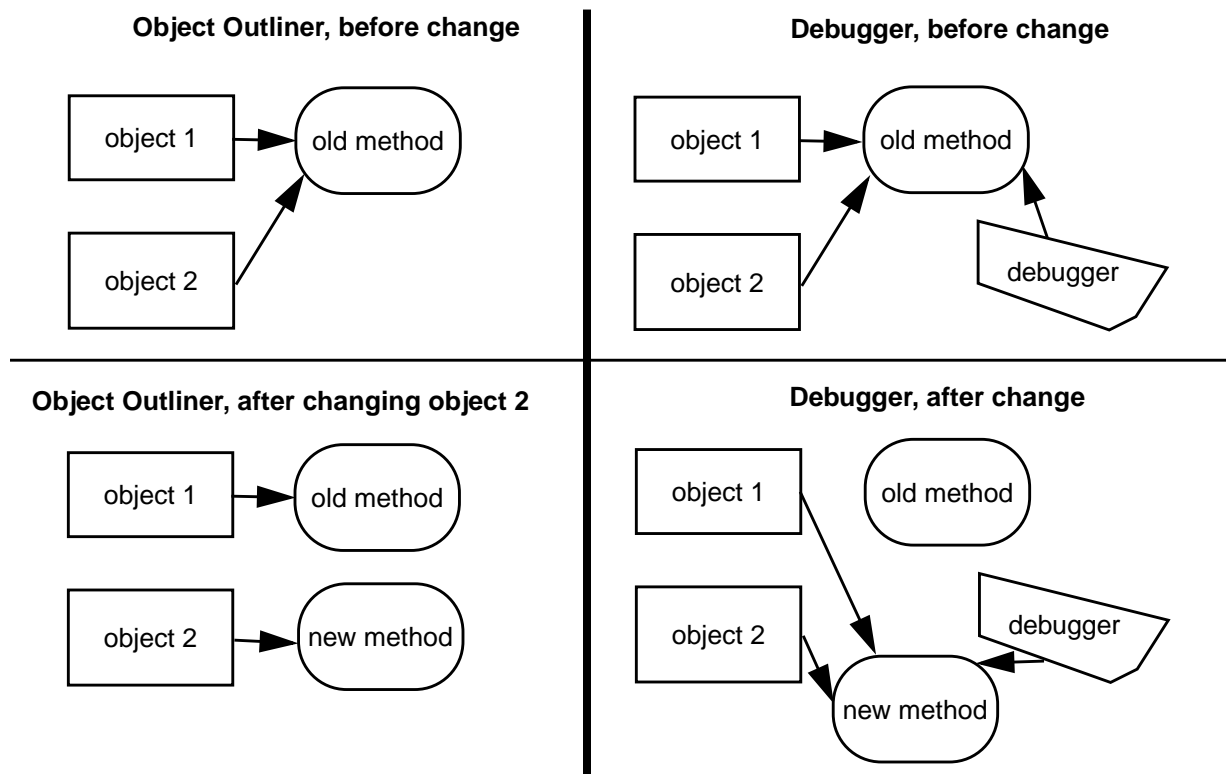 Object Outliner, before change
object 1
old method
object 2
Debugger, before change
object 1
old method
object 2
debugger
Object Outliner, after changing object 2
object 1
old method
object 2
new method
Debugger, after change
object 1
old method
object 2
debugger
new method